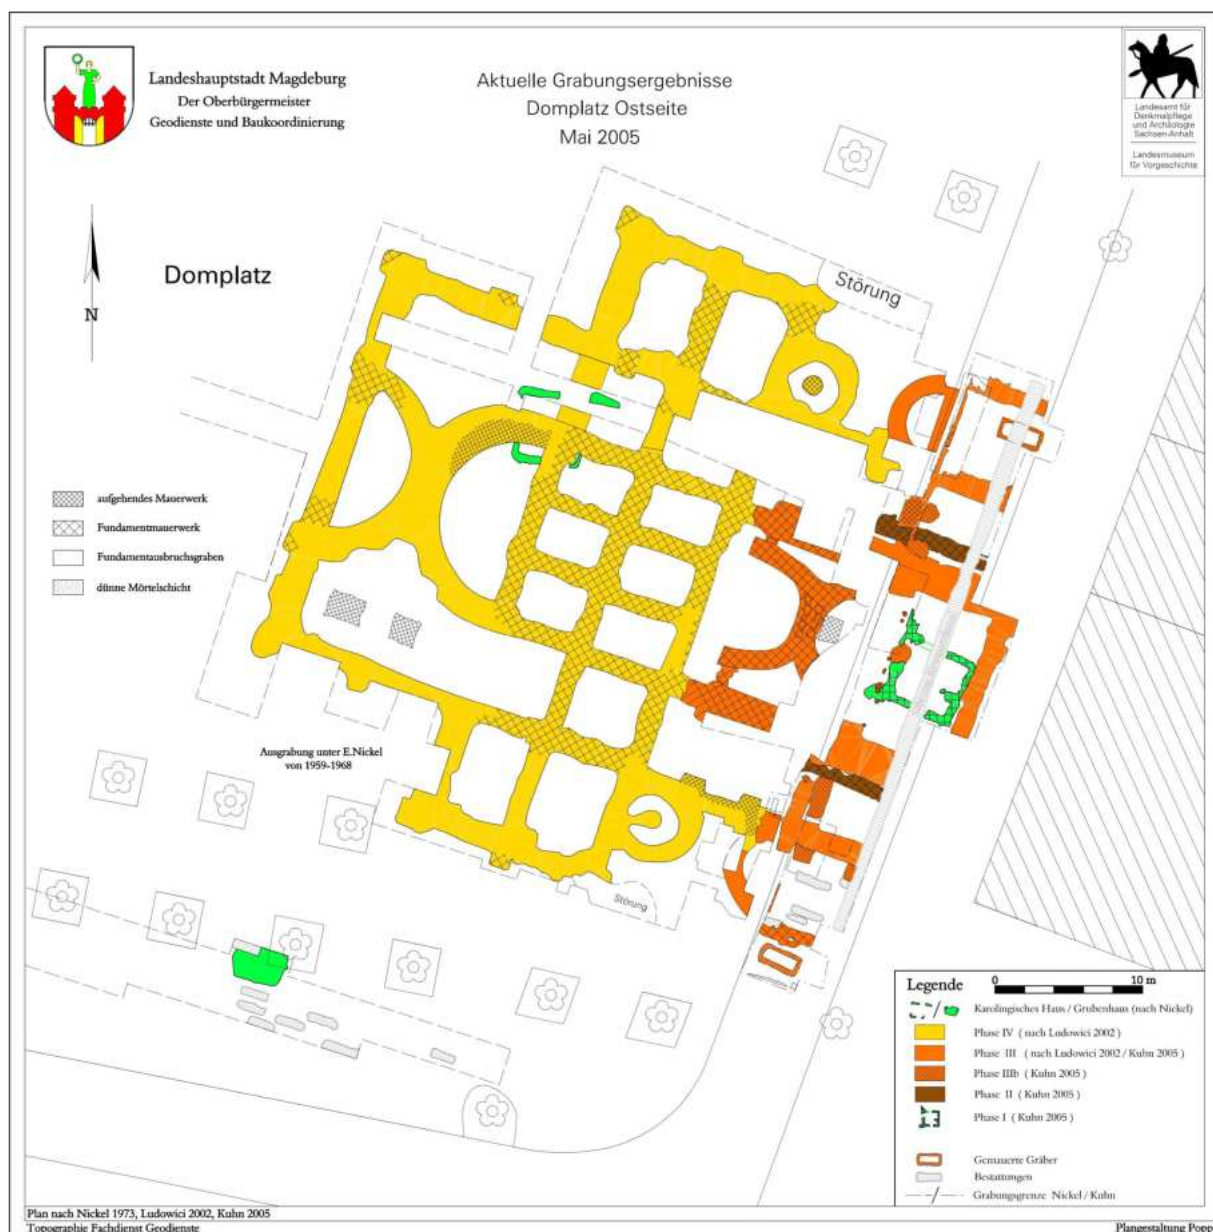 Landeshauptstadt Magdeburg
Der Oberbürgermeister
Geodienste und Baukoordinierung
Aktuelle Grabungsergebnisse
Domplatz Ostseite
Mai 2005
Landesamt für
Denkmalpflege
und Archäologie
Sachsen-Anhalt
Landesmuseum
für Vorgeschichte
Domplatz
N
Störung
aufgehendes Mauerwerk
Fundamentmauerwerk
Fundamentausbruchsgraben
dünne Mörtelschicht
Ausgrabung unter E.Nickel
von 1959-1968
Störung
Legende
0 10 m
Karolingisches Haus / Grubenhaus (nach Nickel)
Phase IV ( nach Ludowici 2002 )
Phase III ( nach Ludowici 2002 / Kuhn 2005 )
Phase IIIb ( Kuhn 2005 )
Phase II ( Kuhn 2005 )
Phase I ( Kuhn 2005 )
Gemauerte Gräber
Bestattungen
Grabungsgrenze Nickel / Kuhn
Plan nach Nickel 1973, Ludowici 2002, Kuhn 2005
Topographie Fachdienst Geodienste
Plangestaltung Popp